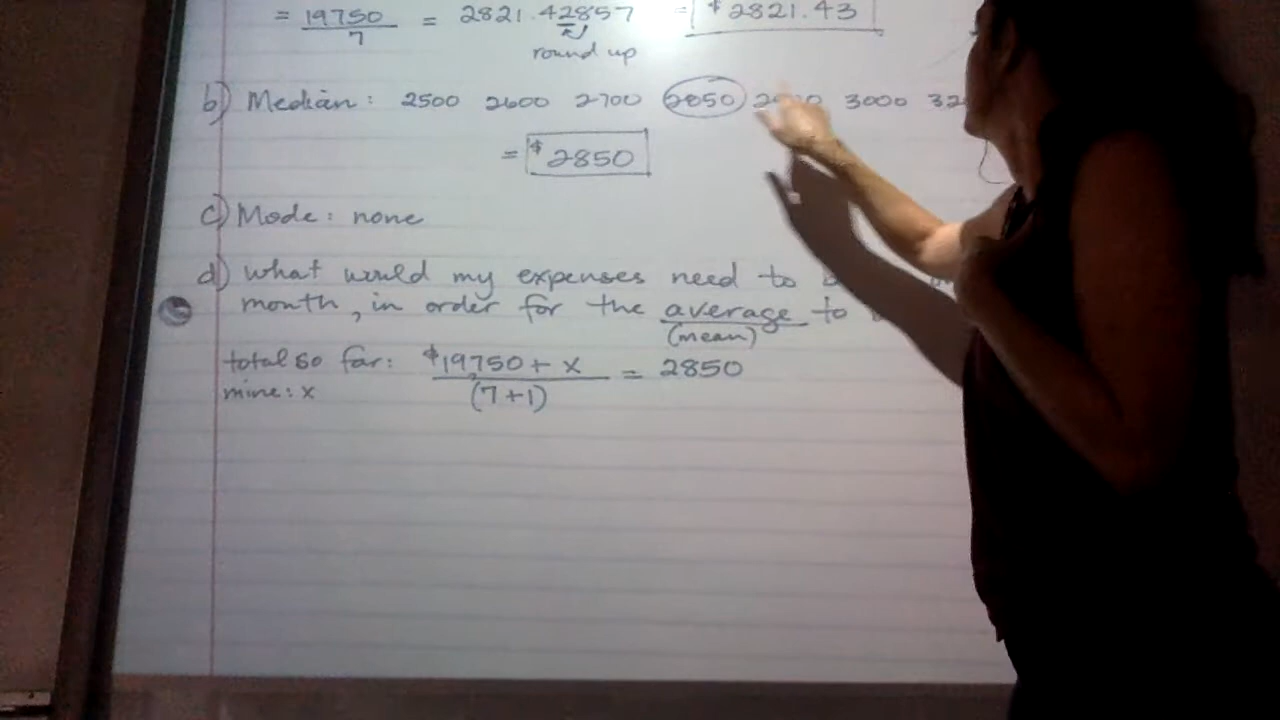 = 19750/7 = 2821.42857 = $2821.43
round up
b) Median: 2500 2600 2700 2850 3000
= $2850
c) Mode: none
d) what would my expenses need to
month, in order for the average to
(mean)
total so far: $19,750 + x / (7+1) = 2850
mine: x